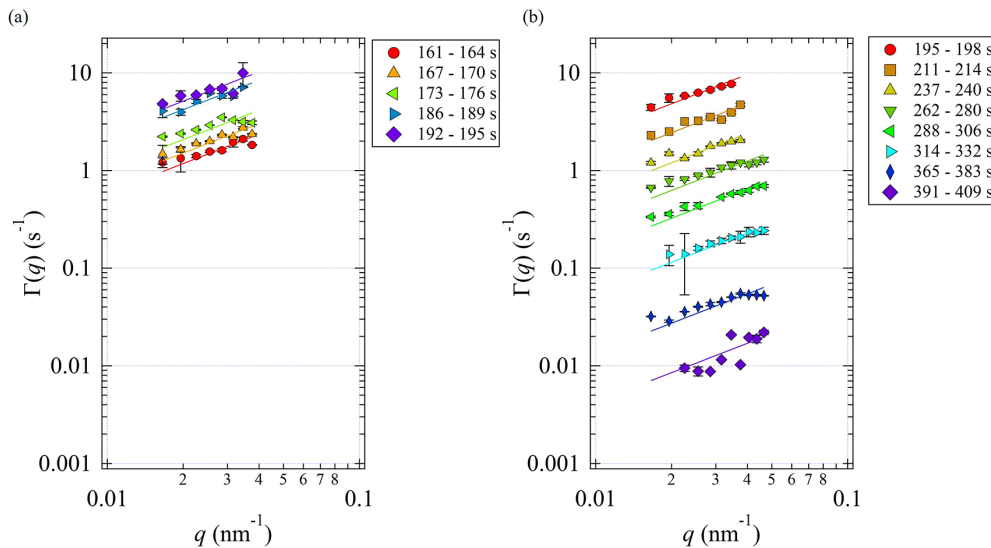 (a)
161 - 164 s
167 - 170 s
173 - 176 s
186 - 189 s
192 - 195 s
Γ(q) (s⁻¹)
10
1
0.1
0.01
0.001
0.01
2
3
4
5
6
7
8
0.1
q (nm⁻¹)
(b)
195 - 198 s
211 - 214 s
237 - 240 s
262 - 280 s
288 - 306 s
314 - 332 s
365 - 383 s
391 - 409 s
Γ(q) (s⁻¹)
10
1
0.1
0.01
0.001
0.01
2
3
4
5
6
7
8
0.1
q (nm⁻¹)